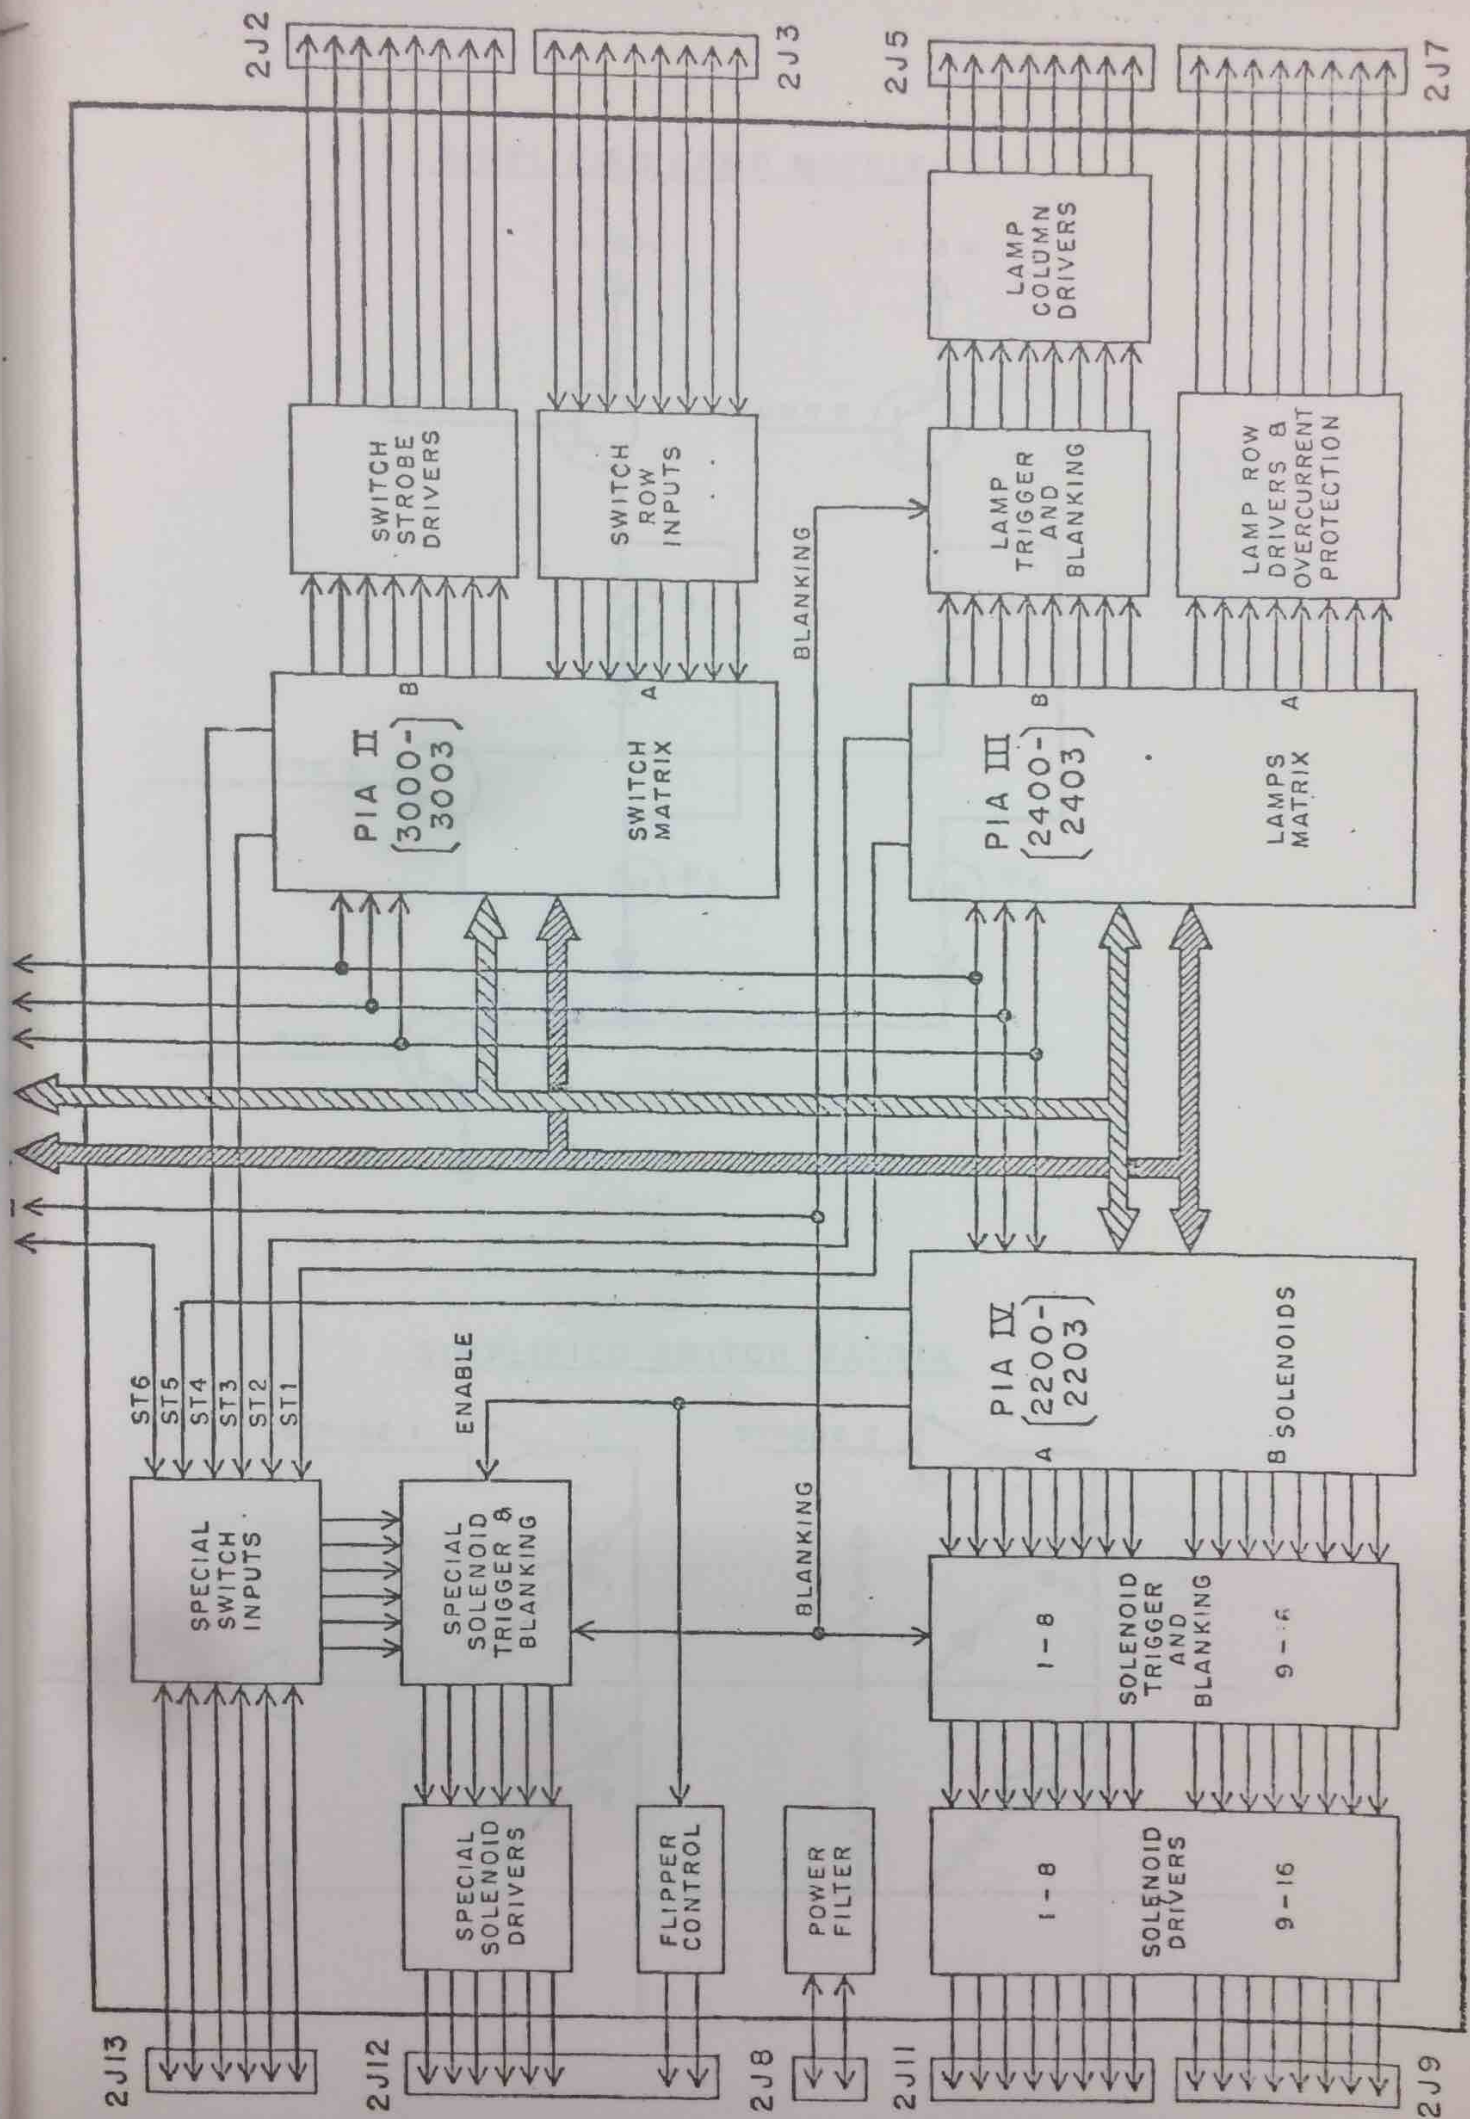 2J13
2J12
2J8
2J11
2J9
SPECIAL
SWITCH
INPUTS
ST6
ST5
ST4
ST3
ST2
ST1
SPECIAL
SOLENOID
DRIVERS
SPECIAL
SOLENOID
TRIGGER &
BLANKING
ENABLE
FLIPPER
CONTROL
POWER
FILTER
BLANKING
1-8
SOLENOID
DRIVERS
9-16
1-8
SOLENOID
TRIGGER
AND
BLANKING
PIA IV
A (2200-
2203)
B SOLENOIDS
PIA II
(3000-
3003)
B
SWITCH
MATRIX
A
SWITCH
STROBE
DRIVERS
SWITCH
ROW
INPUTS
BLANKING
PIA III
(2400-
2403)
B
LAMPS
MATRIX
A
LAMP
TRIGGER
AND
BLANKING
LAMP
COLUMN
DRIVERS
LAMP ROW
DRIVERS &
OVERCURRENT
PROTECTION
2J2
2J3
2J5
2J7